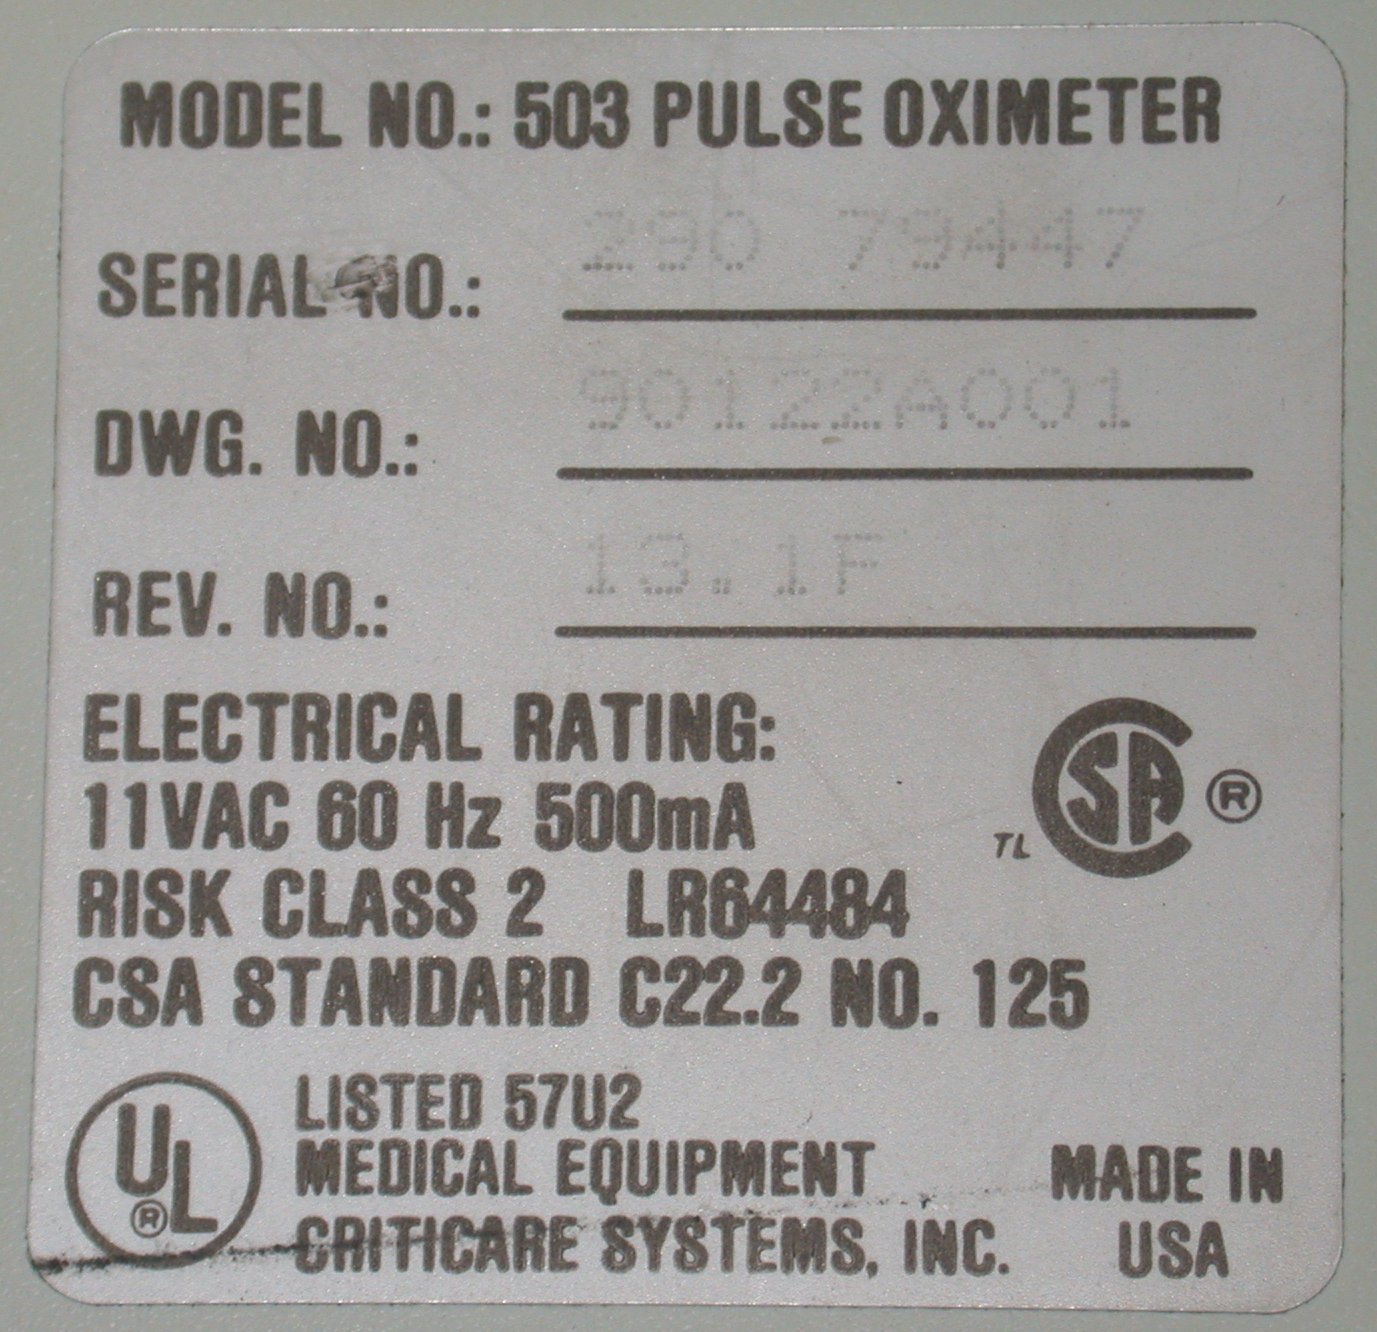 MODEL NO.: 503 PULSE OXIMETER
SERIAL NO.: 290 79447
DWG. NO.: 90122A001
REV. NO.: 13.1F
ELECTRICAL RATING:
11VAC 60 Hz 500mA
RISK CLASS 2 LR64484
CSA STANDARD C22.2 NO. 125
TL CSA ®
UL ®
LISTED 57U2
MEDICAL EQUIPMENT
CRITICARE SYSTEMS, INC.
MADE IN
USA